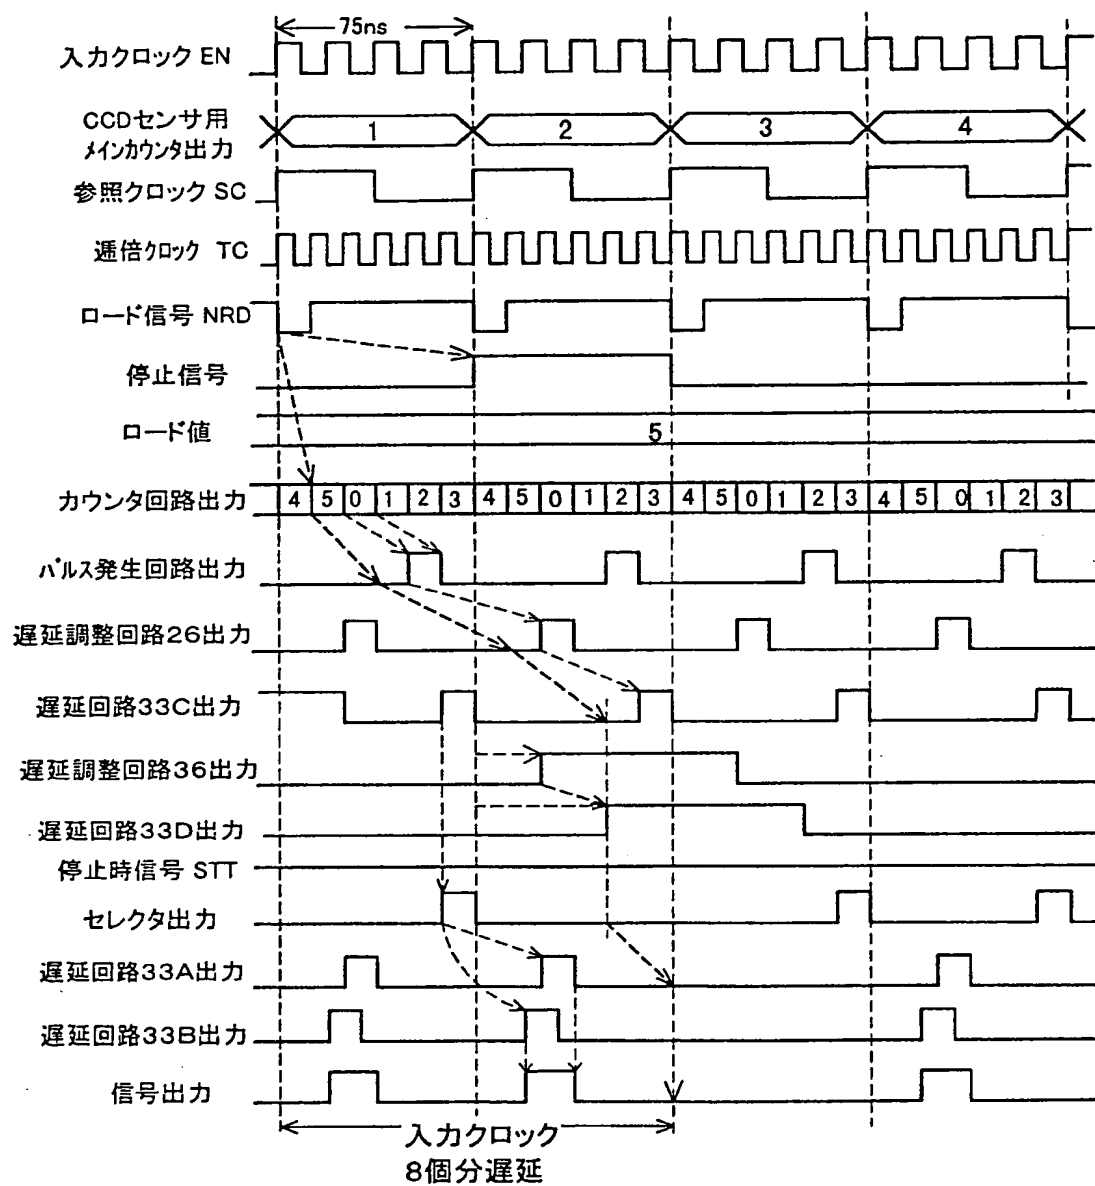 75ns
入力クロック EN
CCDセンサ用
メインカウンタ出力
1 2 3 4
参照クロック SC
逓倍クロック TC
ロード信号 NRD
停止信号
ロード値
5
カウンタ回路出力
4 5 0 1 2 3 4 5 0 1 2 3 4 5 0 1 2 3 4 5 0 1 2 3
パルス発生回路出力
遅延調整回路26出力
遅延回路33C出力
遅延調整回路36出力
遅延回路33D出力
停止時信号 STT
セレクタ出力
遅延回路33A出力
遅延回路33B出力
信号出力
入力クロック
8個分遅延